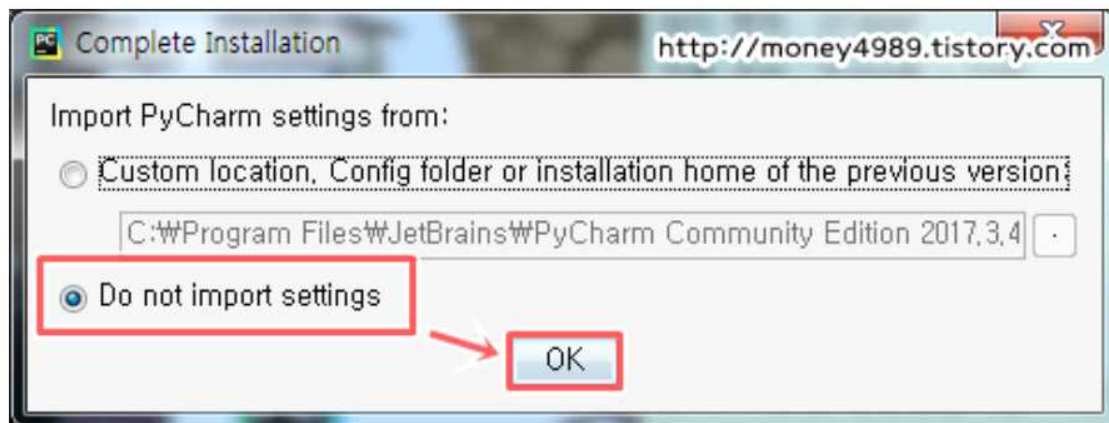 PC Complete Installation
http://money4989.tistory.com
Import PyCharm settings from:
Custom location, Config folder or installation home of the previous version:
C:₩Program Files₩JetBrains₩PyCharm Community Edition 2017.3.4
Do not import settings
OK